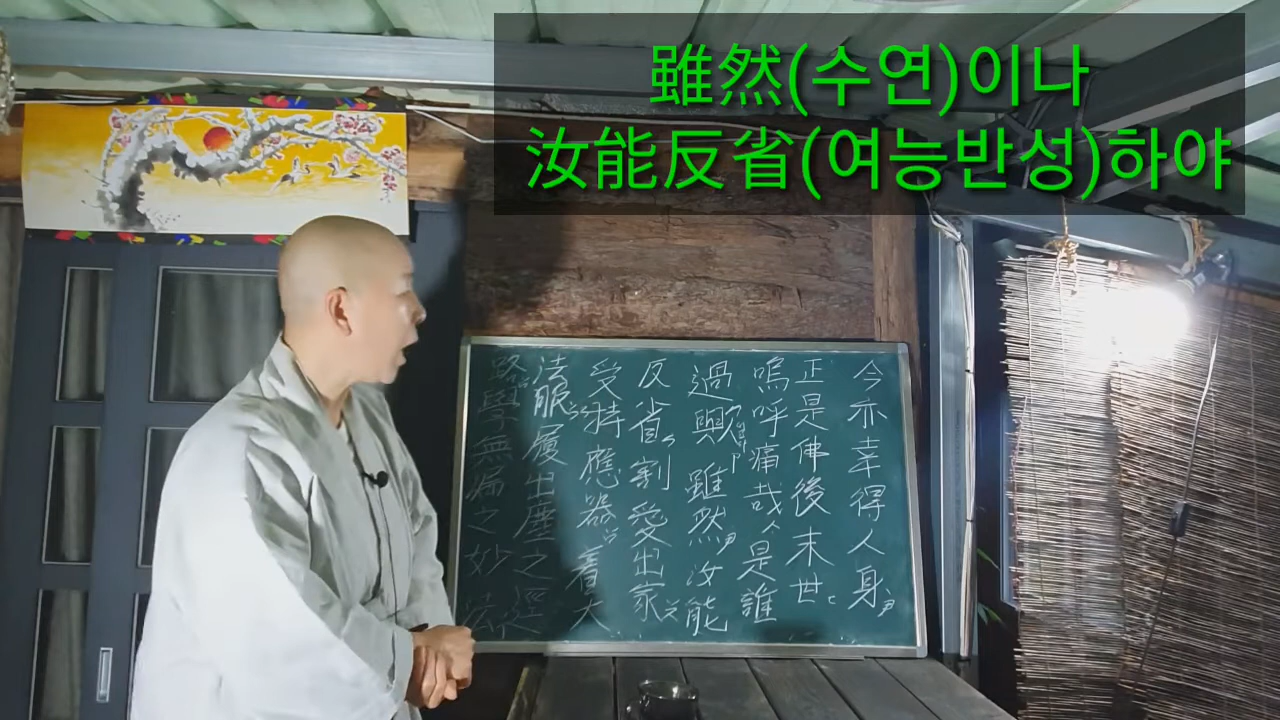 雖然(수연)이나
汝能反省(여능반성)하야
今亦幸得人身
正是佛後末世
嗚呼痛哉是誰
過歟雖然汝能
反省割愛出家
受持應器着大
法服履出塵之逕
路學無漏之妙法